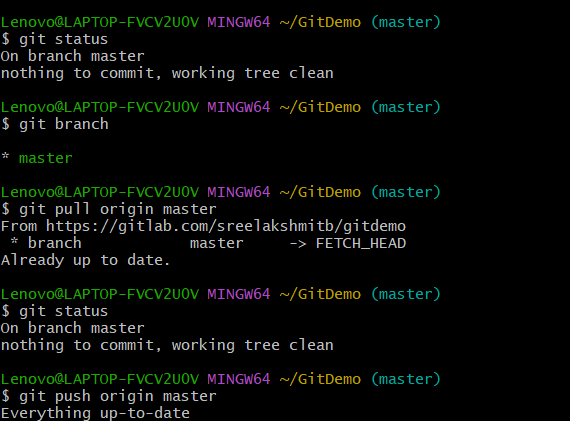 Lenovo@LAPTOP-FVCV2U0V MINGW64 ~/GitDemo (master)
$ git status
On branch master
nothing to commit, working tree clean
Lenovo@LAPTOP-FVCV2U0V MINGW64 ~/GitDemo (master)
$ git branch
* master
Lenovo@LAPTOP-FVCV2U0V MINGW64 ~/GitDemo (master)
$ git pull origin master
From https://gitlab.com/sreelakshmitb/gitdemo
 * branch            master     -> FETCH_HEAD
Already up to date.
Lenovo@LAPTOP-FVCV2U0V MINGW64 ~/GitDemo (master)
$ git status
On branch master
nothing to commit, working tree clean
Lenovo@LAPTOP-FVCV2U0V MINGW64 ~/GitDemo (master)
$ git push origin master
Everything up-to-date